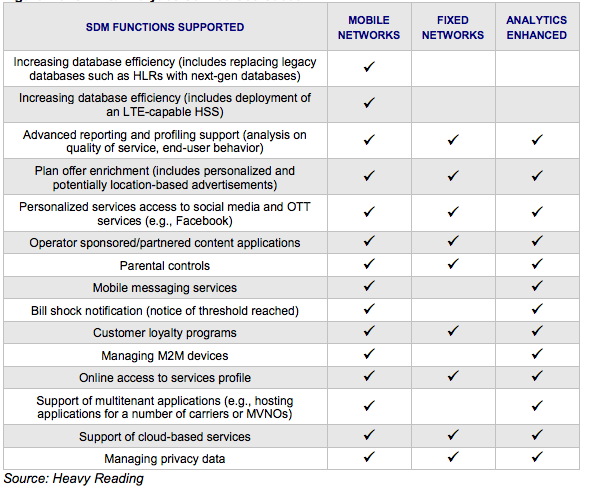 SDM FUNCTIONS SUPPORTED
MOBILE
NETWORKS
FIXED
NETWORKS
ANALYTICS
ENHANCED
Increasing database efficiency (includes replacing legacy
databases such as HLRs with next-gen databases)
✓
Increasing database efficiency (includes deployment of
an LTE-capable HSS)
✓
Advanced reporting and profiling support (analysis on
quality of service, end-user behavior)
✓ ✓ ✓
Plan offer enrichment (includes personalized and
potentially location-based advertisements)
✓ ✓ ✓
Personalized services access to social media and OTT
services (e.g., Facebook)
✓ ✓ ✓
Operator sponsored/partnered content applications ✓ ✓ ✓
Parental controls ✓ ✓ ✓
Mobile messaging services ✓ ✓
Bill shock notification (notice of threshold reached) ✓ ✓
Customer loyalty programs ✓ ✓ ✓
Managing M2M devices ✓ ✓
Online access to services profile ✓ ✓ ✓
Support of multitenant applications (e.g., hosting
applications for a number of carriers or MVNOs)
✓ ✓
Support of cloud-based services ✓ ✓ ✓
Managing privacy data ✓ ✓ ✓
Source: Heavy Reading